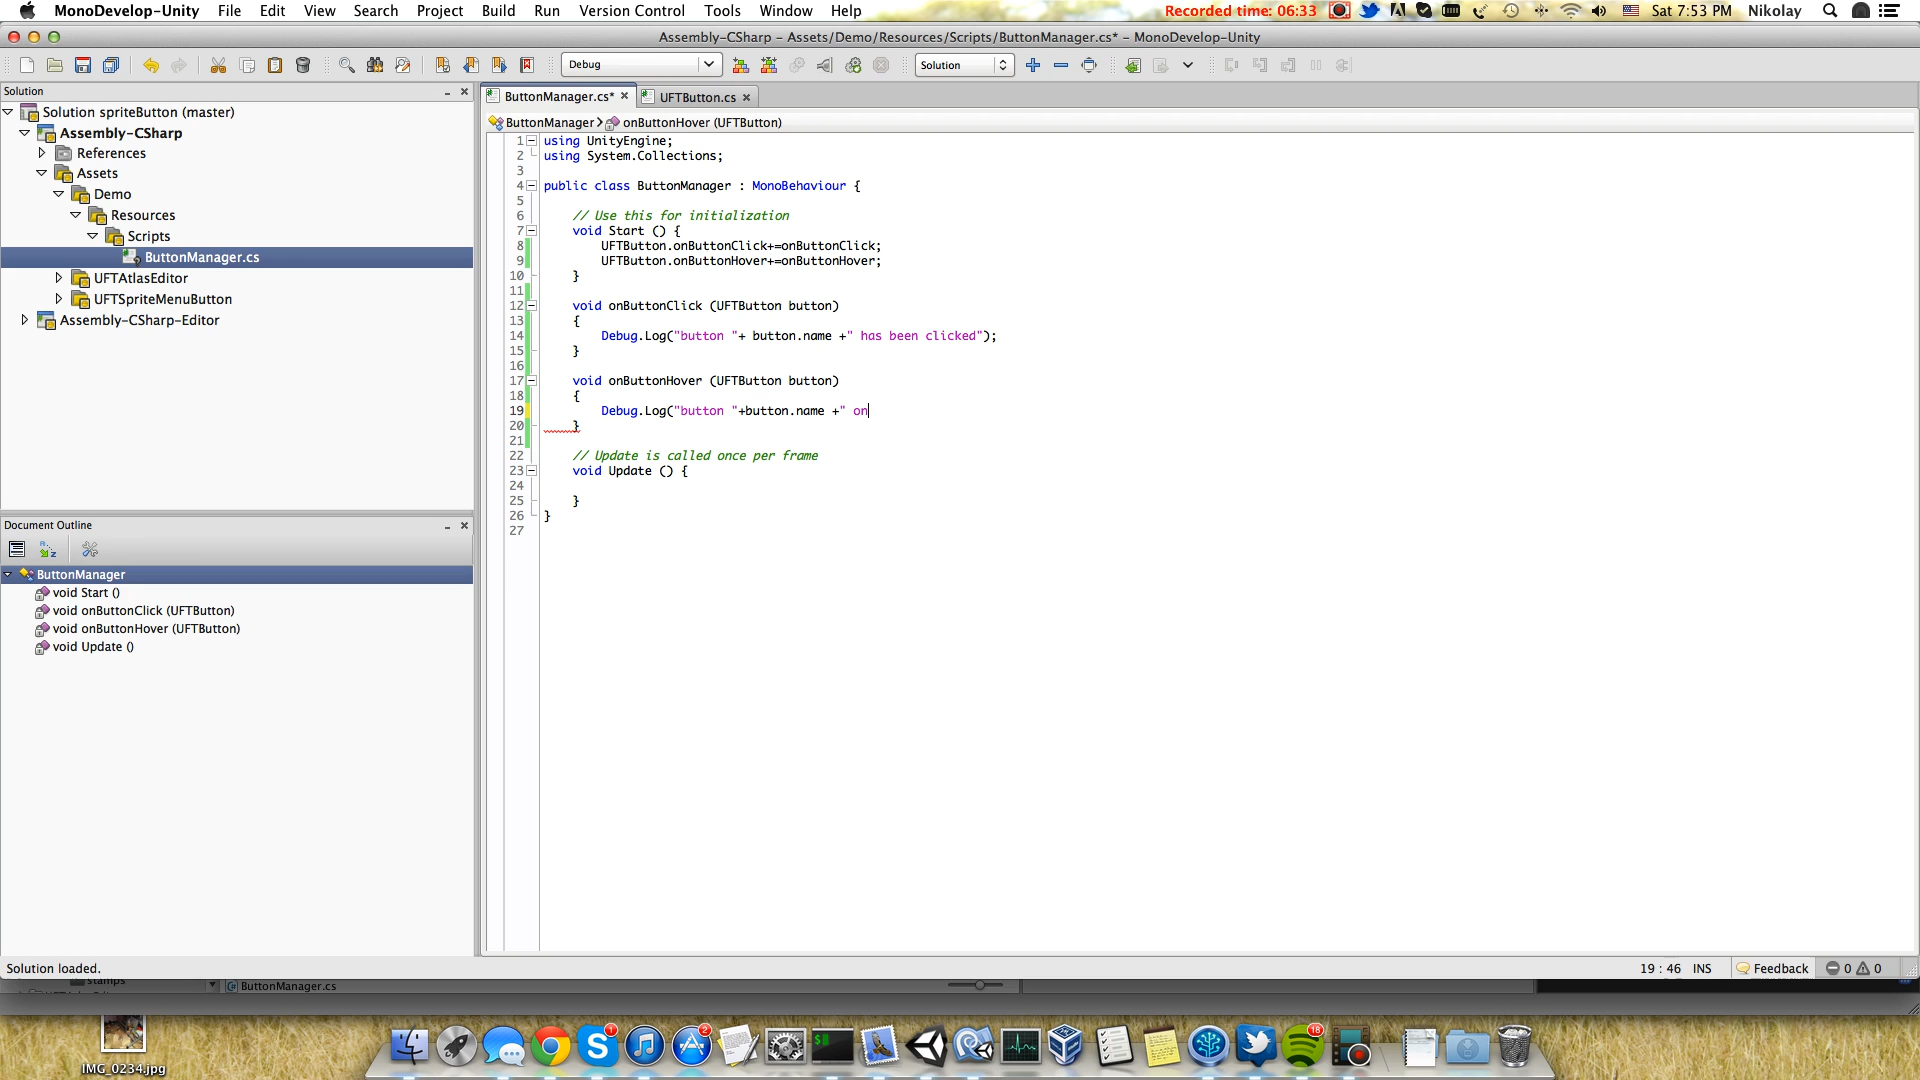 MonoDevelop-Unity File Edit View Search Project Build Run Version Control Tools Window Help
Recorded time: 06:33
Sat 7:53 PM Nikolay
Assembly-CSharp – Assets/Demo/Resources/Scripts/ButtonManager.cs* – MonoDevelop-Unity
Debug
Solution
Solution
Solution spriteButton (master)
Assembly-CSharp
References
Assets
Demo
Resources
Scripts
ButtonManager.cs
UFTAtlasEditor
UFTSpriteMenuButton
Assembly-CSharp-Editor
Document Outline
ButtonManager
void Start ()
void onButtonClick (UFTButton)
void onButtonHover (UFTButton)
void Update ()
ButtonManager.cs* UFTButton.cs
ButtonManager onButtonHover (UFTButton)
1 using UnityEngine;
2 using System.Collections;
3
4 public class ButtonManager : MonoBehaviour {
5
6 // Use this for initialization
7 void Start () {
8 UFTButton.onButtonClick+=onButtonClick;
9 UFTButton.onButtonHover+=onButtonHover;
10 }
11
12 void onButtonClick (UFTButton button)
13 {
14 Debug.Log("button "+ button.name +" has been clicked");
15 }
16
17 void onButtonHover (UFTButton button)
18 {
19 Debug.Log("button "+button.name +" on
20 }
21
22 // Update is called once per frame
23 void Update () {
24
25 }
26 }
27
Solution loaded.
19 : 46 INS Feedback 0 0
stamps
ButtonManager.cs
1
2
18
IMG_0234.jpg